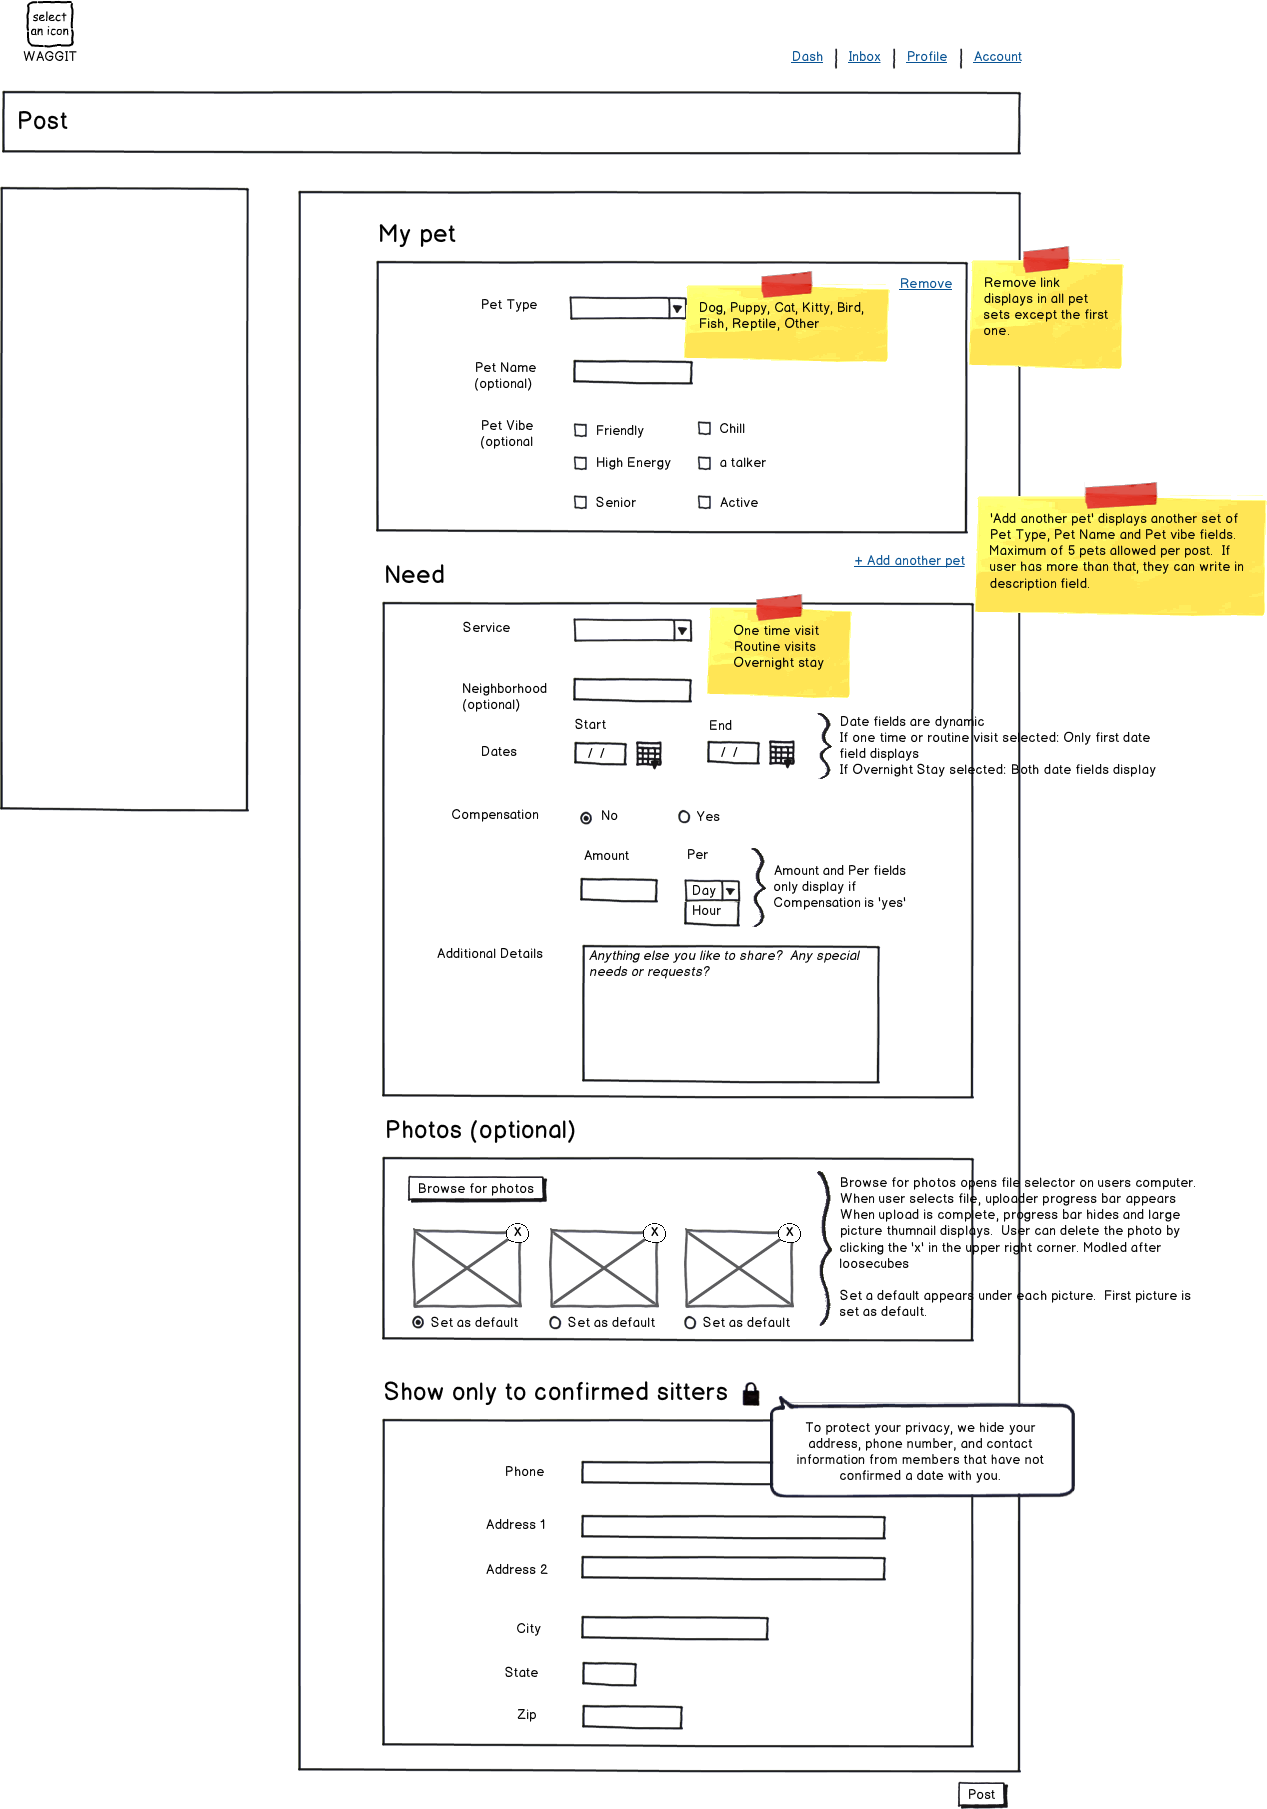 select
an icon
WAGGIT
Dash
Inbox
Profile
Account
Post
My pet
Remove
Pet Type
Dog, Puppy, Cat, Kitty, Bird,
Fish, Reptile, Other
Remove link
displays in all pet
sets except the first
one.
Pet Name
(optional)
Pet Vibe
(optional
Friendly
Chill
High Energy
a talker
Senior
Active
'Add another pet' displays another set of
Pet Type, Pet Name and Pet vibe fields.
Maximum of 5 pets allowed per post.  If
user has more than that, they can write in
description field.
+ Add another pet
Need
Service
One time visit
Routine visits
Overnight stay
Neighborhood
(optional)
Start
End
Dates
/ /
/ /
Date fields are dynamic
If one time or routine visit selected: Only first date
field displays
If Overnight Stay selected: Both date fields display
Compensation
No
Yes
Amount
Per
Day
Hour
Amount and Per fields
only display if
Compensation is 'yes'
Additional Details
Anything else you like to share?  Any special
needs or requests?
Photos (optional)
Browse for photos
X
X
X
Set as default
Set as default
Set as default
Browse for photos opens file selector on users computer.
When user selects file, uploader progress bar appears
When upload is complete, progress bar hides and large
picture thumnail displays.  User can delete the photo by
clicking the 'x' in the upper right corner. Modled after
loosecubes
Set a default appears under each picture.  First picture is
set as default.
Show only to confirmed sitters
To protect your privacy, we hide your
address, phone number, and contact
information from members that have not
confirmed a date with you.
Phone
Address 1
Address 2
City
State
Zip
Post